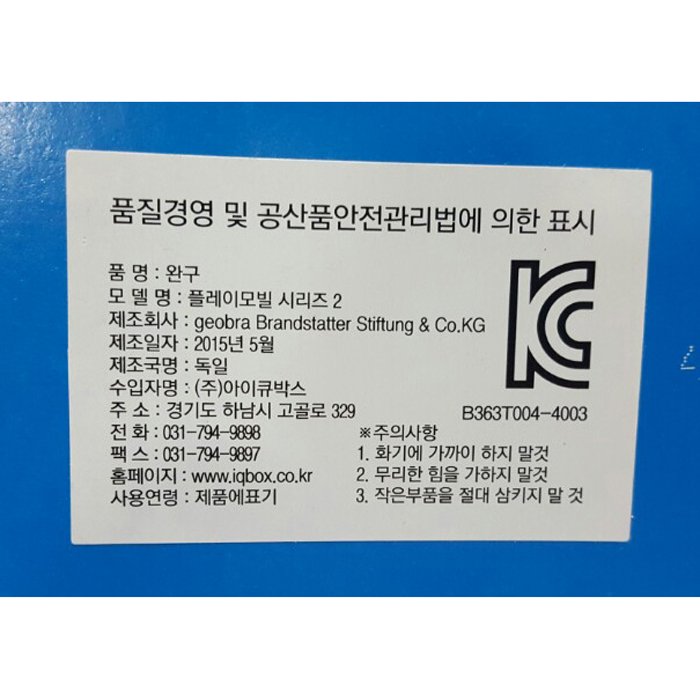 품질경영 및 공산품안전관리법에 의한 표시
품 명 : 완구
모 델 명 : 플레이모빌 시리즈 2
제조회사 : geobra Brandstatter Stiftung & Co.KG
제조일자 : 2015년 5월
제조국명 : 독일
수입자명 : (주)아이큐박스
주 소 : 경기도 하남시 고골로 329
전 화 : 031-794-9898
팩 스 : 031-794-9897
홈페이지 : www.iqbox.co.kr
사용연령 : 제품에표기
KC
B363T004-4003
※주의사항
1. 화기에 가까이 하지 말것
2. 무리한 힘을 가하지 말것
3. 작은부품을 절대 삼키지 말 것